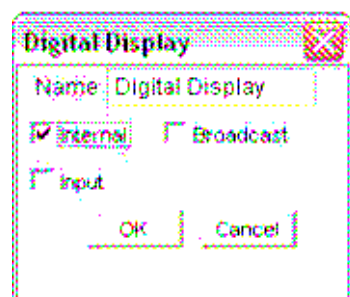 Digital Display
Name: Digital Display
Internal Broadcast
Input
OK Cancel